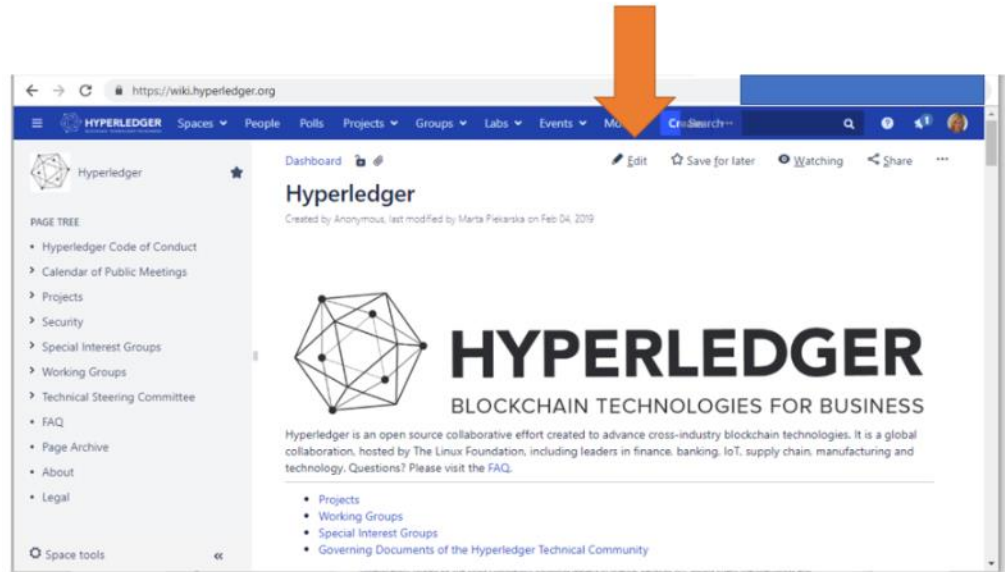 https://wiki.hyperledger.org
HYPERLEDGER Spaces People Polls Projects Groups Labs Events
Hyperledger
PAGE TREE
Hyperledger Code of Conduct
Calendar of Public Meetings
Projects
Security
Special Interest Groups
Working Groups
Technical Steering Committee
FAQ
Page Archive
About
Legal
Space tools
Dashboard
Edit Save for later Watching Share
Hyperledger
Created by Anonymous, last modified by Marta Piekarska on Feb 04, 2019
HYPERLEDGER
BLOCKCHAIN TECHNOLOGIES FOR BUSINESS
Hyperledger is an open source collaborative effort created to advance cross-industry blockchain technologies. It is a global
collaboration, hosted by The Linux Foundation, including leaders in finance, banking, IoT, supply chain, manufacturing and
technology. Questions? Please visit the FAQ.
Projects
Working Groups
Special Interest Groups
Governing Documents of the Hyperledger Technical Community